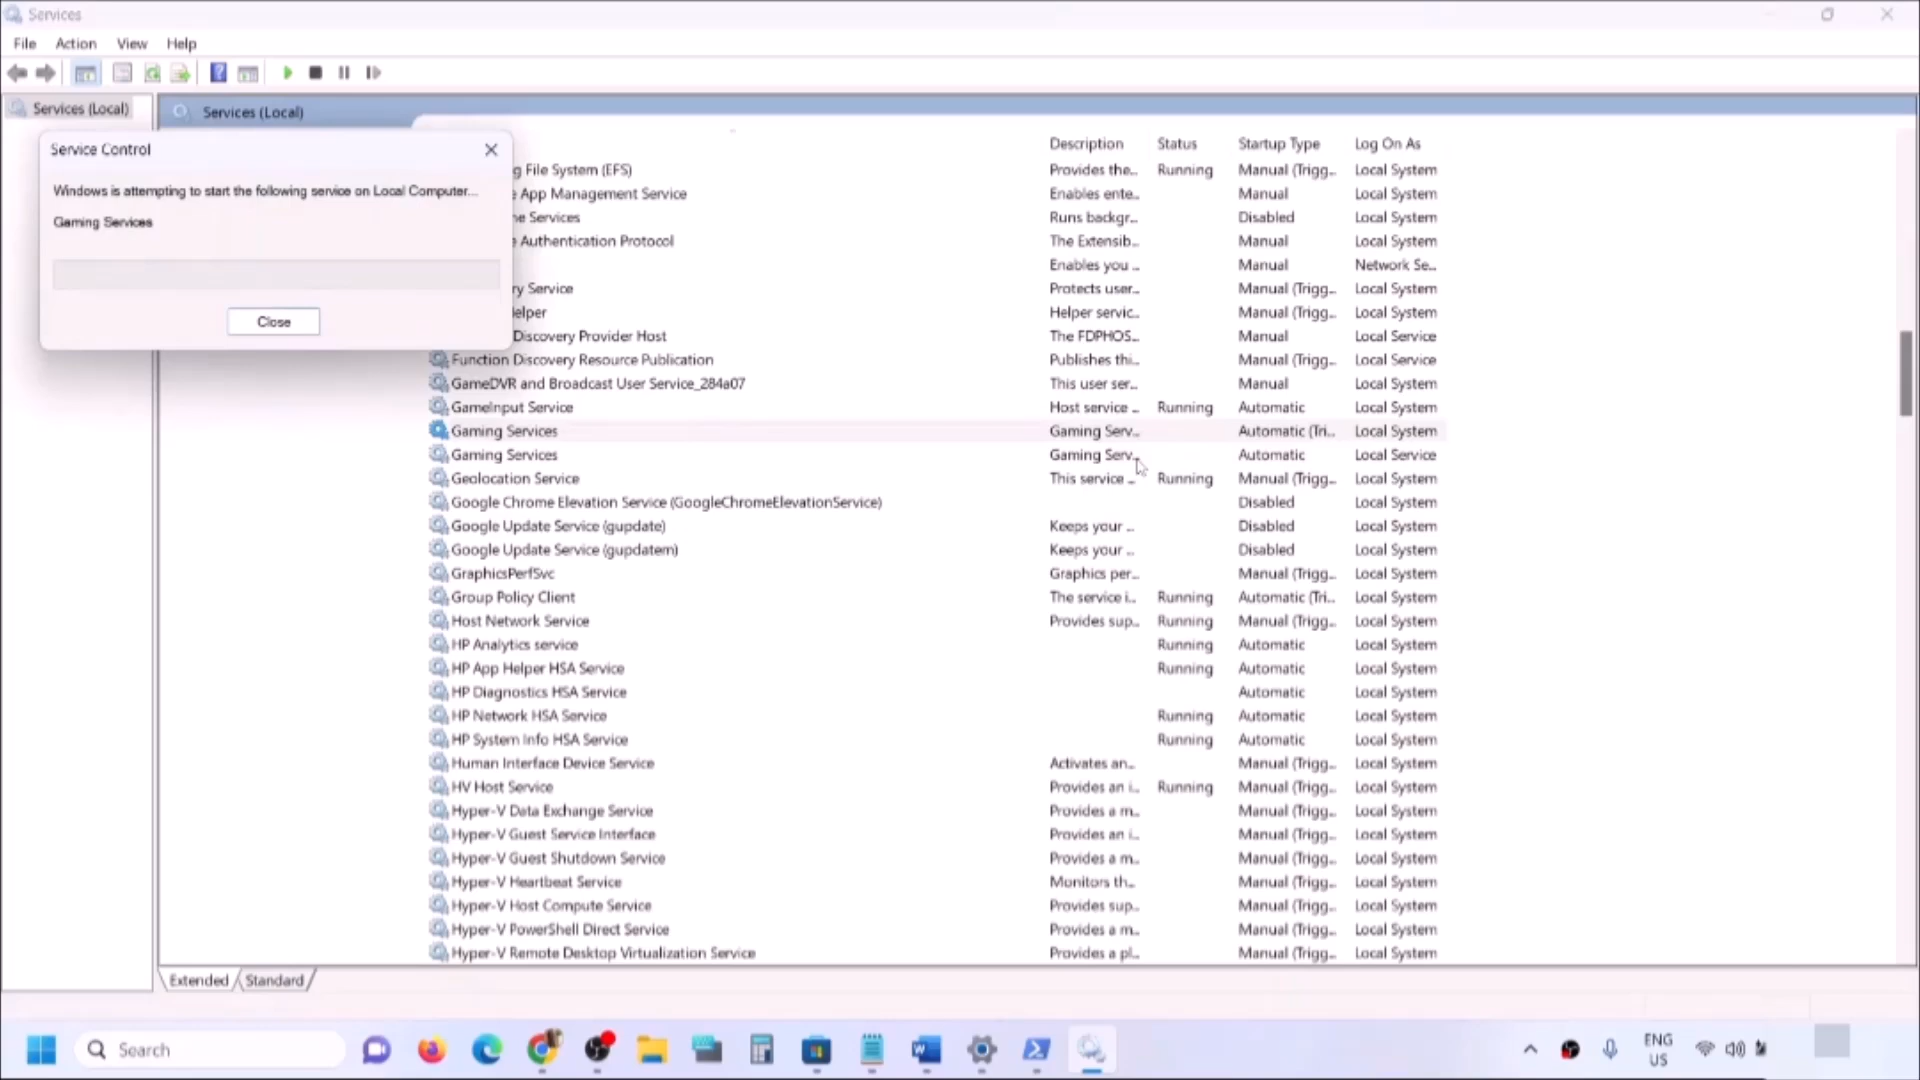 Services
File Action View Help
Services (Local)
Services (Local)
Service Control
Windows is attempting to start the following service on Local Computer...
Gaming Services
Close
Description Status Startup Type Log On As
g File System (EFS) Provides the... Running Manual (Trigg... Local System
e App Management Service Enables ente... Manual Local System
ne Services Runs backgr... Disabled Local System
e Authentication Protocol The Extensib... Manual Local System
Enables you ... Manual Network Se...
ry Service Protects user... Manual (Trigg... Local System
elper Helper servic... Manual (Trigg... Local System
Discovery Provider Host The FDPHOS... Manual Local Service
Function Discovery Resource Publication Publishes thi... Manual (Trigg... Local Service
GameDVR and Broadcast User Service_284a07 This user ser... Manual Local System
GameInput Service Host service ... Running Automatic Local System
Gaming Services Gaming Serv... Automatic (Tri... Local System
Gaming Services Gaming Serv... Automatic Local Service
Geolocation Service This service ... Running Manual (Trigg... Local System
Google Chrome Elevation Service (GoogleChromeElevationService) Disabled Local System
Google Update Service (gupdate) Keeps your ... Disabled Local System
Google Update Service (gupdatem) Keeps your ... Disabled Local System
GraphicsPerfSvc Graphics per... Manual (Trigg... Local System
Group Policy Client The service i... Running Automatic (Tri... Local System
Host Network Service Provides sup... Running Manual (Trigg... Local System
HP Analytics service Running Automatic Local System
HP App Helper HSA Service Running Automatic Local System
HP Diagnostics HSA Service Automatic Local System
HP Network HSA Service Running Automatic Local System
HP System Info HSA Service Running Automatic Local System
Human Interface Device Service Activates an... Manual (Trigg... Local System
HV Host Service Provides an i... Running Manual (Trigg... Local System
Hyper-V Data Exchange Service Provides a m... Manual (Trigg... Local System
Hyper-V Guest Service Interface Provides an i... Manual (Trigg... Local System
Hyper-V Guest Shutdown Service Provides a m... Manual (Trigg... Local System
Hyper-V Heartbeat Service Monitors th... Manual (Trigg... Local System
Hyper-V Host Compute Service Provides sup... Manual (Trigg... Local System
Hyper-V PowerShell Direct Service Provides a m... Manual (Trigg... Local System
Hyper-V Remote Desktop Virtualization Service Provides a pl... Manual (Trigg... Local System
Extended Standard
Search
ENG
US